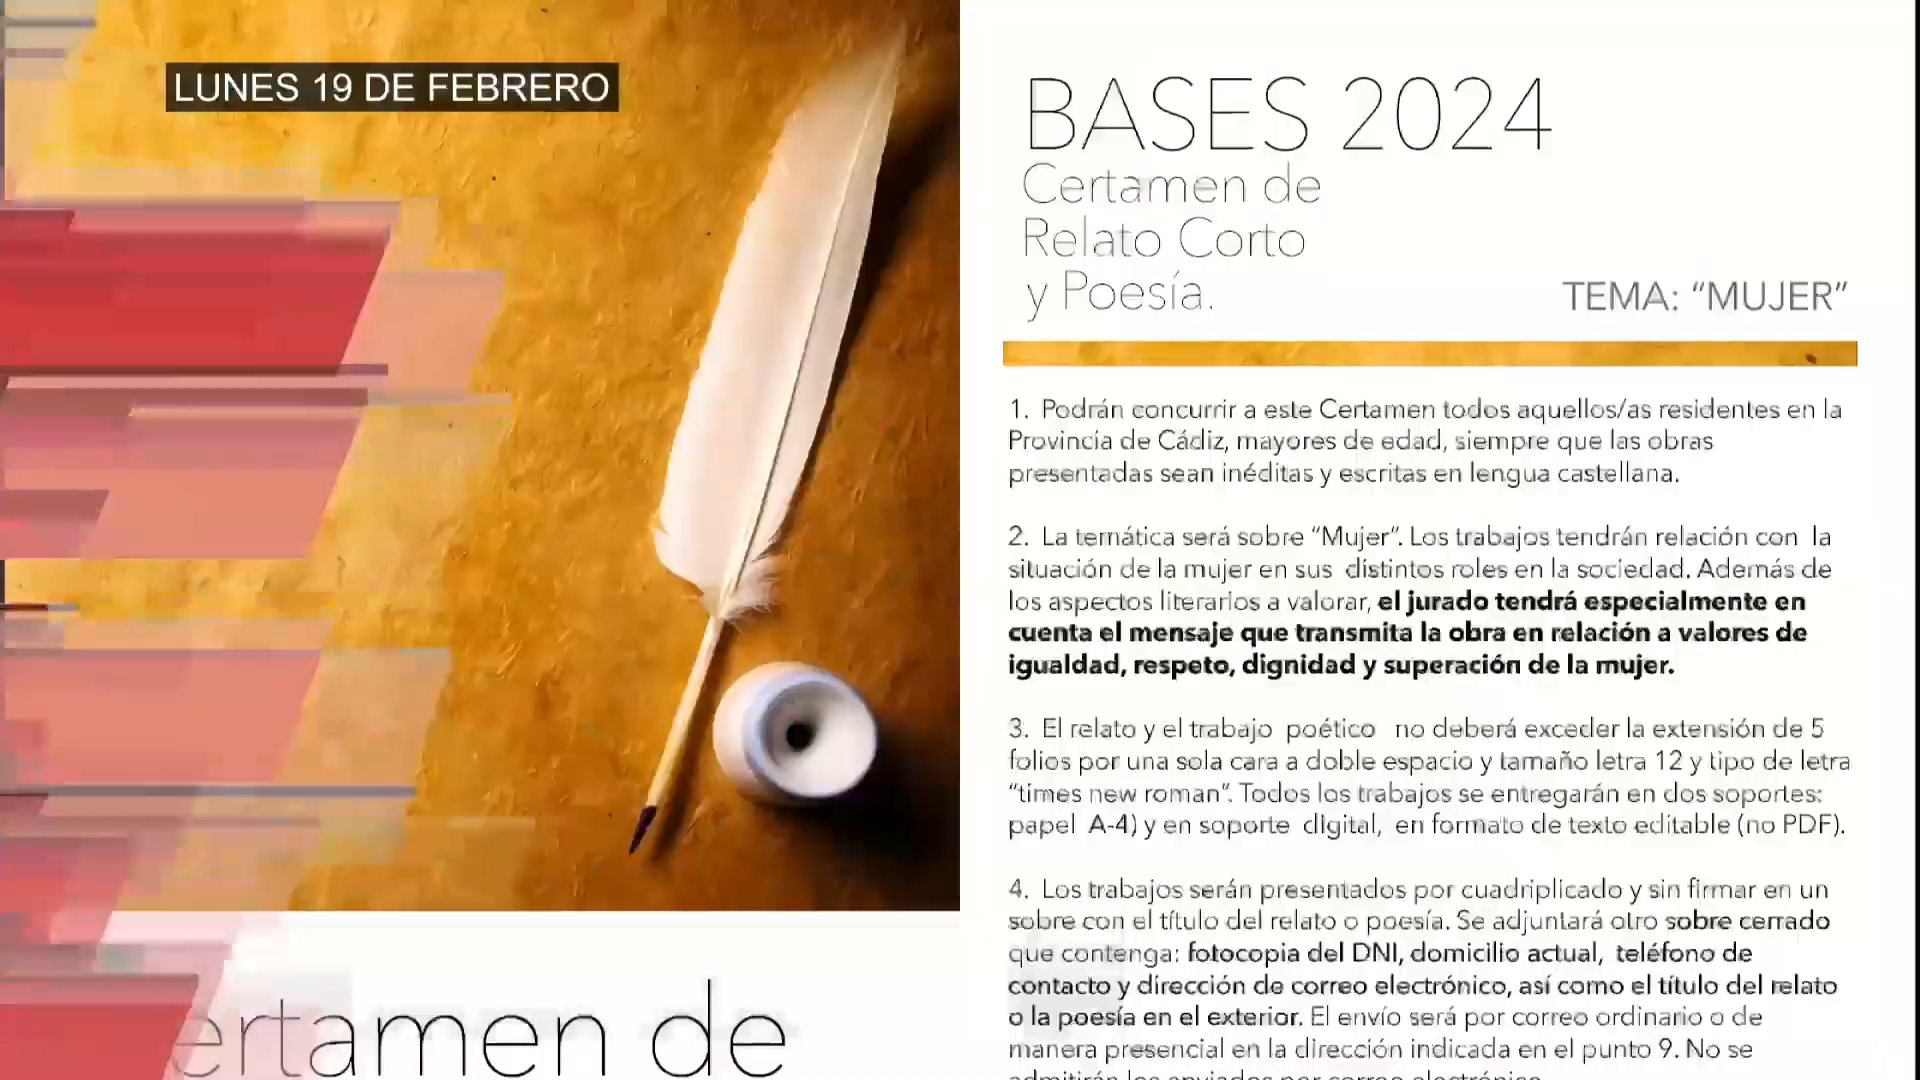 LUNES 19 DE FEBRERO
ertamen de
BASES 2024
Certamen de
Relato Corto
y Poesía.
TEMA: “MUJER”
1. Podrán concurrir a este Certamen todos aquellos/as residentes en la
Provincia de Cádiz, mayores de edad, siempre que las obras
presentadas sean inéditas y escritas en lengua castellana.
2. La temática será sobre “Mujer”. Los trabajos tendrán relación con la
situación de la mujer en sus distintos roles en la sociedad. Además de
los aspectos literarios a valorar, el jurado tendrá especialmente en
cuenta el mensaje que transmita la obra en relación a valores de
igualdad, respeto, dignidad y superación de la mujer.
3. El relato y el trabajo poético no deberá exceder la extensión de 5
folios por una sola cara a doble espacio y tamaño letra 12 y tipo de letra
“times new roman”. Todos los trabajos se entregarán en dos soportes:
papel A-4) y en soporte digital, en formato de texto editable (no PDF).
4. Los trabajos serán presentados por cuadriplicado y sin firmar en un
sobre con el título del relato o poesía. Se adjuntará otro sobre cerrado
que contenga: fotocopia del DNI, domicilio actual, teléfono de
contacto y dirección de correo electrónico, así como el título del relato
o la poesía en el exterior. El envío será por correo ordinario o de
manera presencial en la dirección indicada en el punto 9. No se
admitirán los enviados por correo electrónico